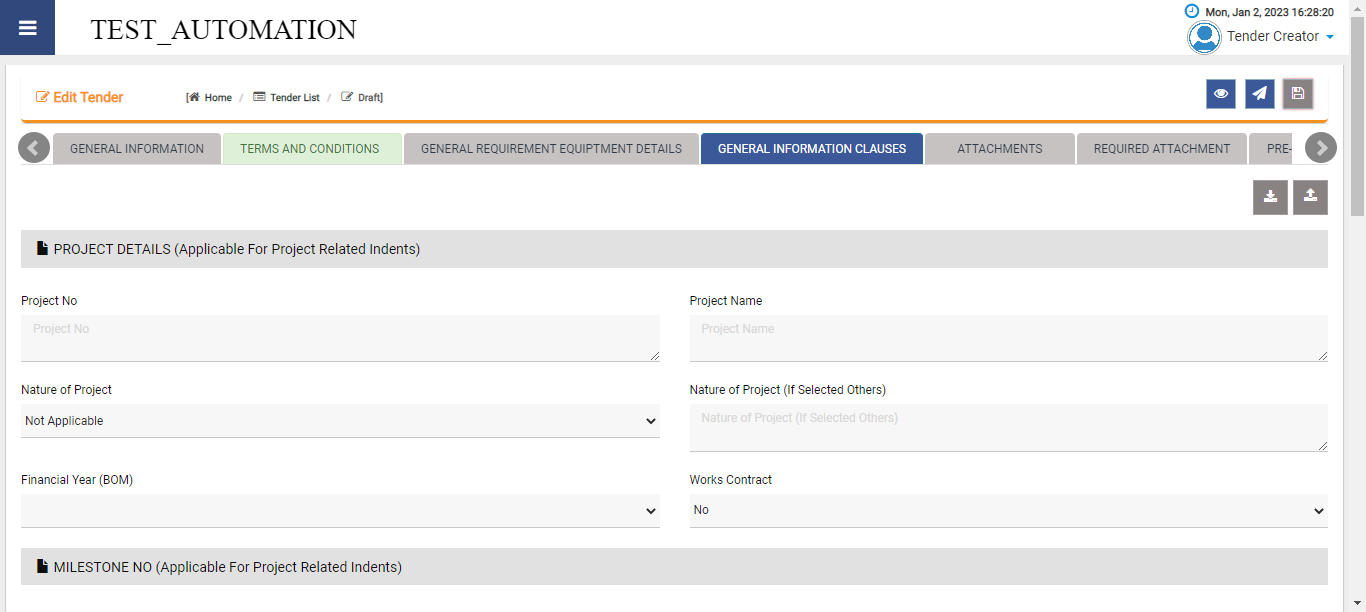 TEST_AUTOMATION
Mon, Jan 2, 2023 16:28:20
Tender Creator
Edit Tender
[ Home / Tender List / Draft]
GENERAL INFORMATION
TERMS AND CONDITIONS
GENERAL REQUIREMENT EQUIPTMENT DETAILS
GENERAL INFORMATION CLAUSES
ATTACHMENTS
REQUIRED ATTACHMENT
PRE-
PROJECT DETAILS (Applicable For Project Related Indents)
Project No
Project Name
Project No
Project Name
Nature of Project
Nature of Project (If Selected Others)
Not Applicable
Nature of Project (If Selected Others)
Financial Year (BOM)
Works Contract
No
MILESTONE NO (Applicable For Project Related Indents)